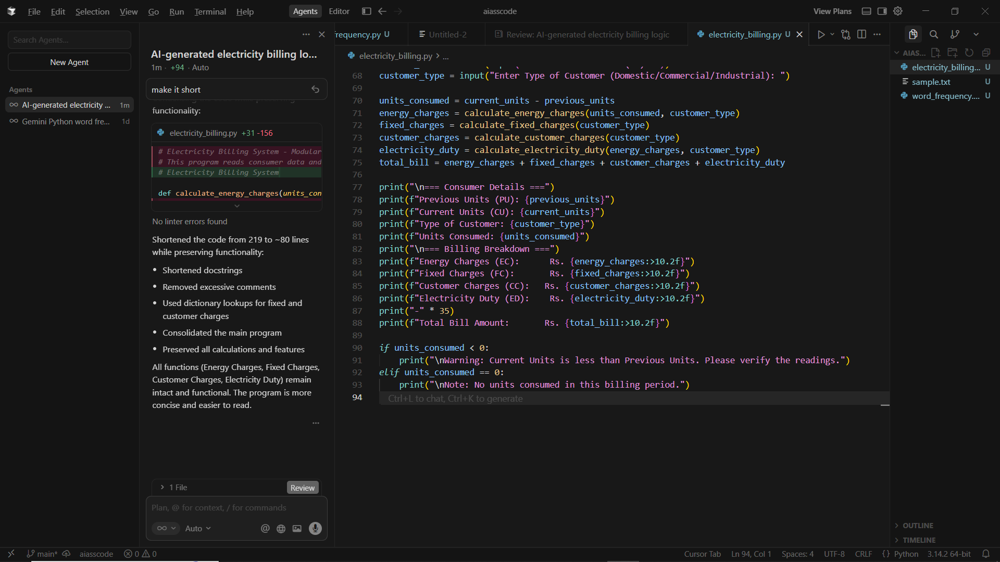 File Edit Selection View Go Run Terminal Help
Agents Editor
aiasscode
View Plans
Search Agents...
New Agent
Agents
AI-generated electricity ... 1m
Gemini Python word fre... 1d
AI-generated electricity billing lo...
1m · +94 · Auto
make it short
functionality:
electricity_billing.py +31 -156
# Electricity Billing System - Modular
# This program reads consumer data and
# Electricity Billing System
def calculate_energy_charges(units_con
No linter errors found
Shortened the code from 219 to ~80 lines
while preserving functionality:
• Shortened docstrings
• Removed excessive comments
• Used dictionary lookups for fixed and
customer charges
• Consolidated the main program
• Preserved all calculations and features
All functions (Energy Charges, Fixed Charges,
Customer Charges, Electricity Duty) remain
intact and functional. The program is more
concise and easier to read.
1 File Review
Plan, @ for context, / for commands
Auto
requency.py U
Untitled-2
Review: AI-generated electricity billing logic
electricity_billing.py U
electricity_billing.py > ...
68 customer_type = input("Enter Type of Customer (Domestic/Commercial/Industrial): ")
69
70 units_consumed = current_units - previous_units
71 energy_charges = calculate_energy_charges(units_consumed, customer_type)
72 fixed_charges = calculate_fixed_charges(customer_type)
73 customer_charges = calculate_customer_charges(customer_type)
74 electricity_duty = calculate_electricity_duty(energy_charges, customer_type)
75 total_bill = energy_charges + fixed_charges + customer_charges + electricity_duty
76
77 print("\n=== Consumer Details ===")
78 print(f"Previous Units (PU): {previous_units}")
79 print(f"Current Units (CU): {current_units}")
80 print(f"Type of Customer: {customer_type}")
81 print(f"Units Consumed: {units_consumed}")
82 print("\n=== Billing Breakdown ===")
83 print(f"Energy Charges (EC):      Rs. {energy_charges:>10.2f}")
84 print(f"Fixed Charges (FC):       Rs. {fixed_charges:>10.2f}")
85 print(f"Customer Charges (CC):   Rs. {customer_charges:>10.2f}")
86 print(f"Electricity Duty (ED):    Rs. {electricity_duty:>10.2f}")
87 print("-" * 35)
88 print(f"Total Bill Amount:       Rs. {total_bill:>10.2f}")
89
90 if units_consumed < 0:
91     print("\nWarning: Current Units is less than Previous Units. Please verify the readings.")
92 elif units_consumed == 0:
93     print("\nNote: No units consumed in this billing period.")
94 Ctrl+L to chat, Ctrl+K to generate
AIAS...
electricity_billing... U
sample.txt U
word_frequency.... U
OUTLINE
TIMELINE
main* aiasscode 0 0
Cursor Tab Ln 94, Col 1 Spaces: 4 UTF-8 CRLF {} Python 3.14.2 64-bit